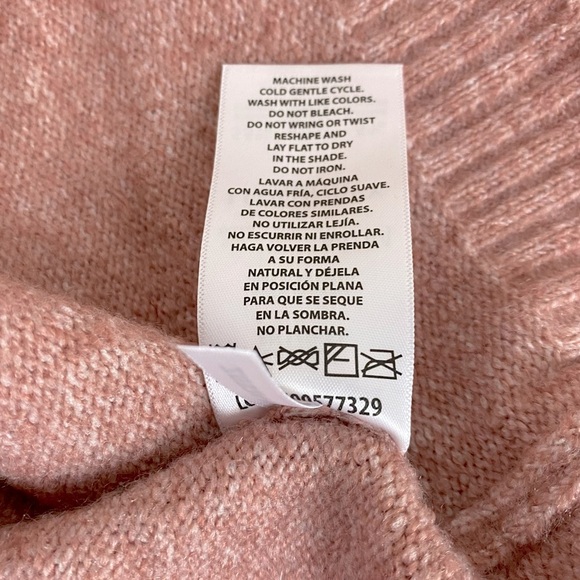 MACHINE WASH
COLD GENTLE CYCLE.
WASH WITH LIKE COLORS.
DO NOT BLEACH.
DO NOT WRING OR TWIST
RESHAPE AND
LAY FLAT TO DRY
IN THE SHADE.
DO NOT IRON.
LAVAR A MÁQUINA
CON AGUA FRÍA, CICLO SUAVE.
LAVAR CON PRENDAS
DE COLORES SIMILARES.
NO UTILIZAR LEJÍA.
NO ESCURRIR NI ENROLLAR.
HAGA VOLVER LA PRENDA
A SU FORMA
NATURAL Y DÉJELA
EN POSICIÓN PLANA
PARA QUE SE SEQUE
EN LA SOMBRA.
NO PLANCHAR.